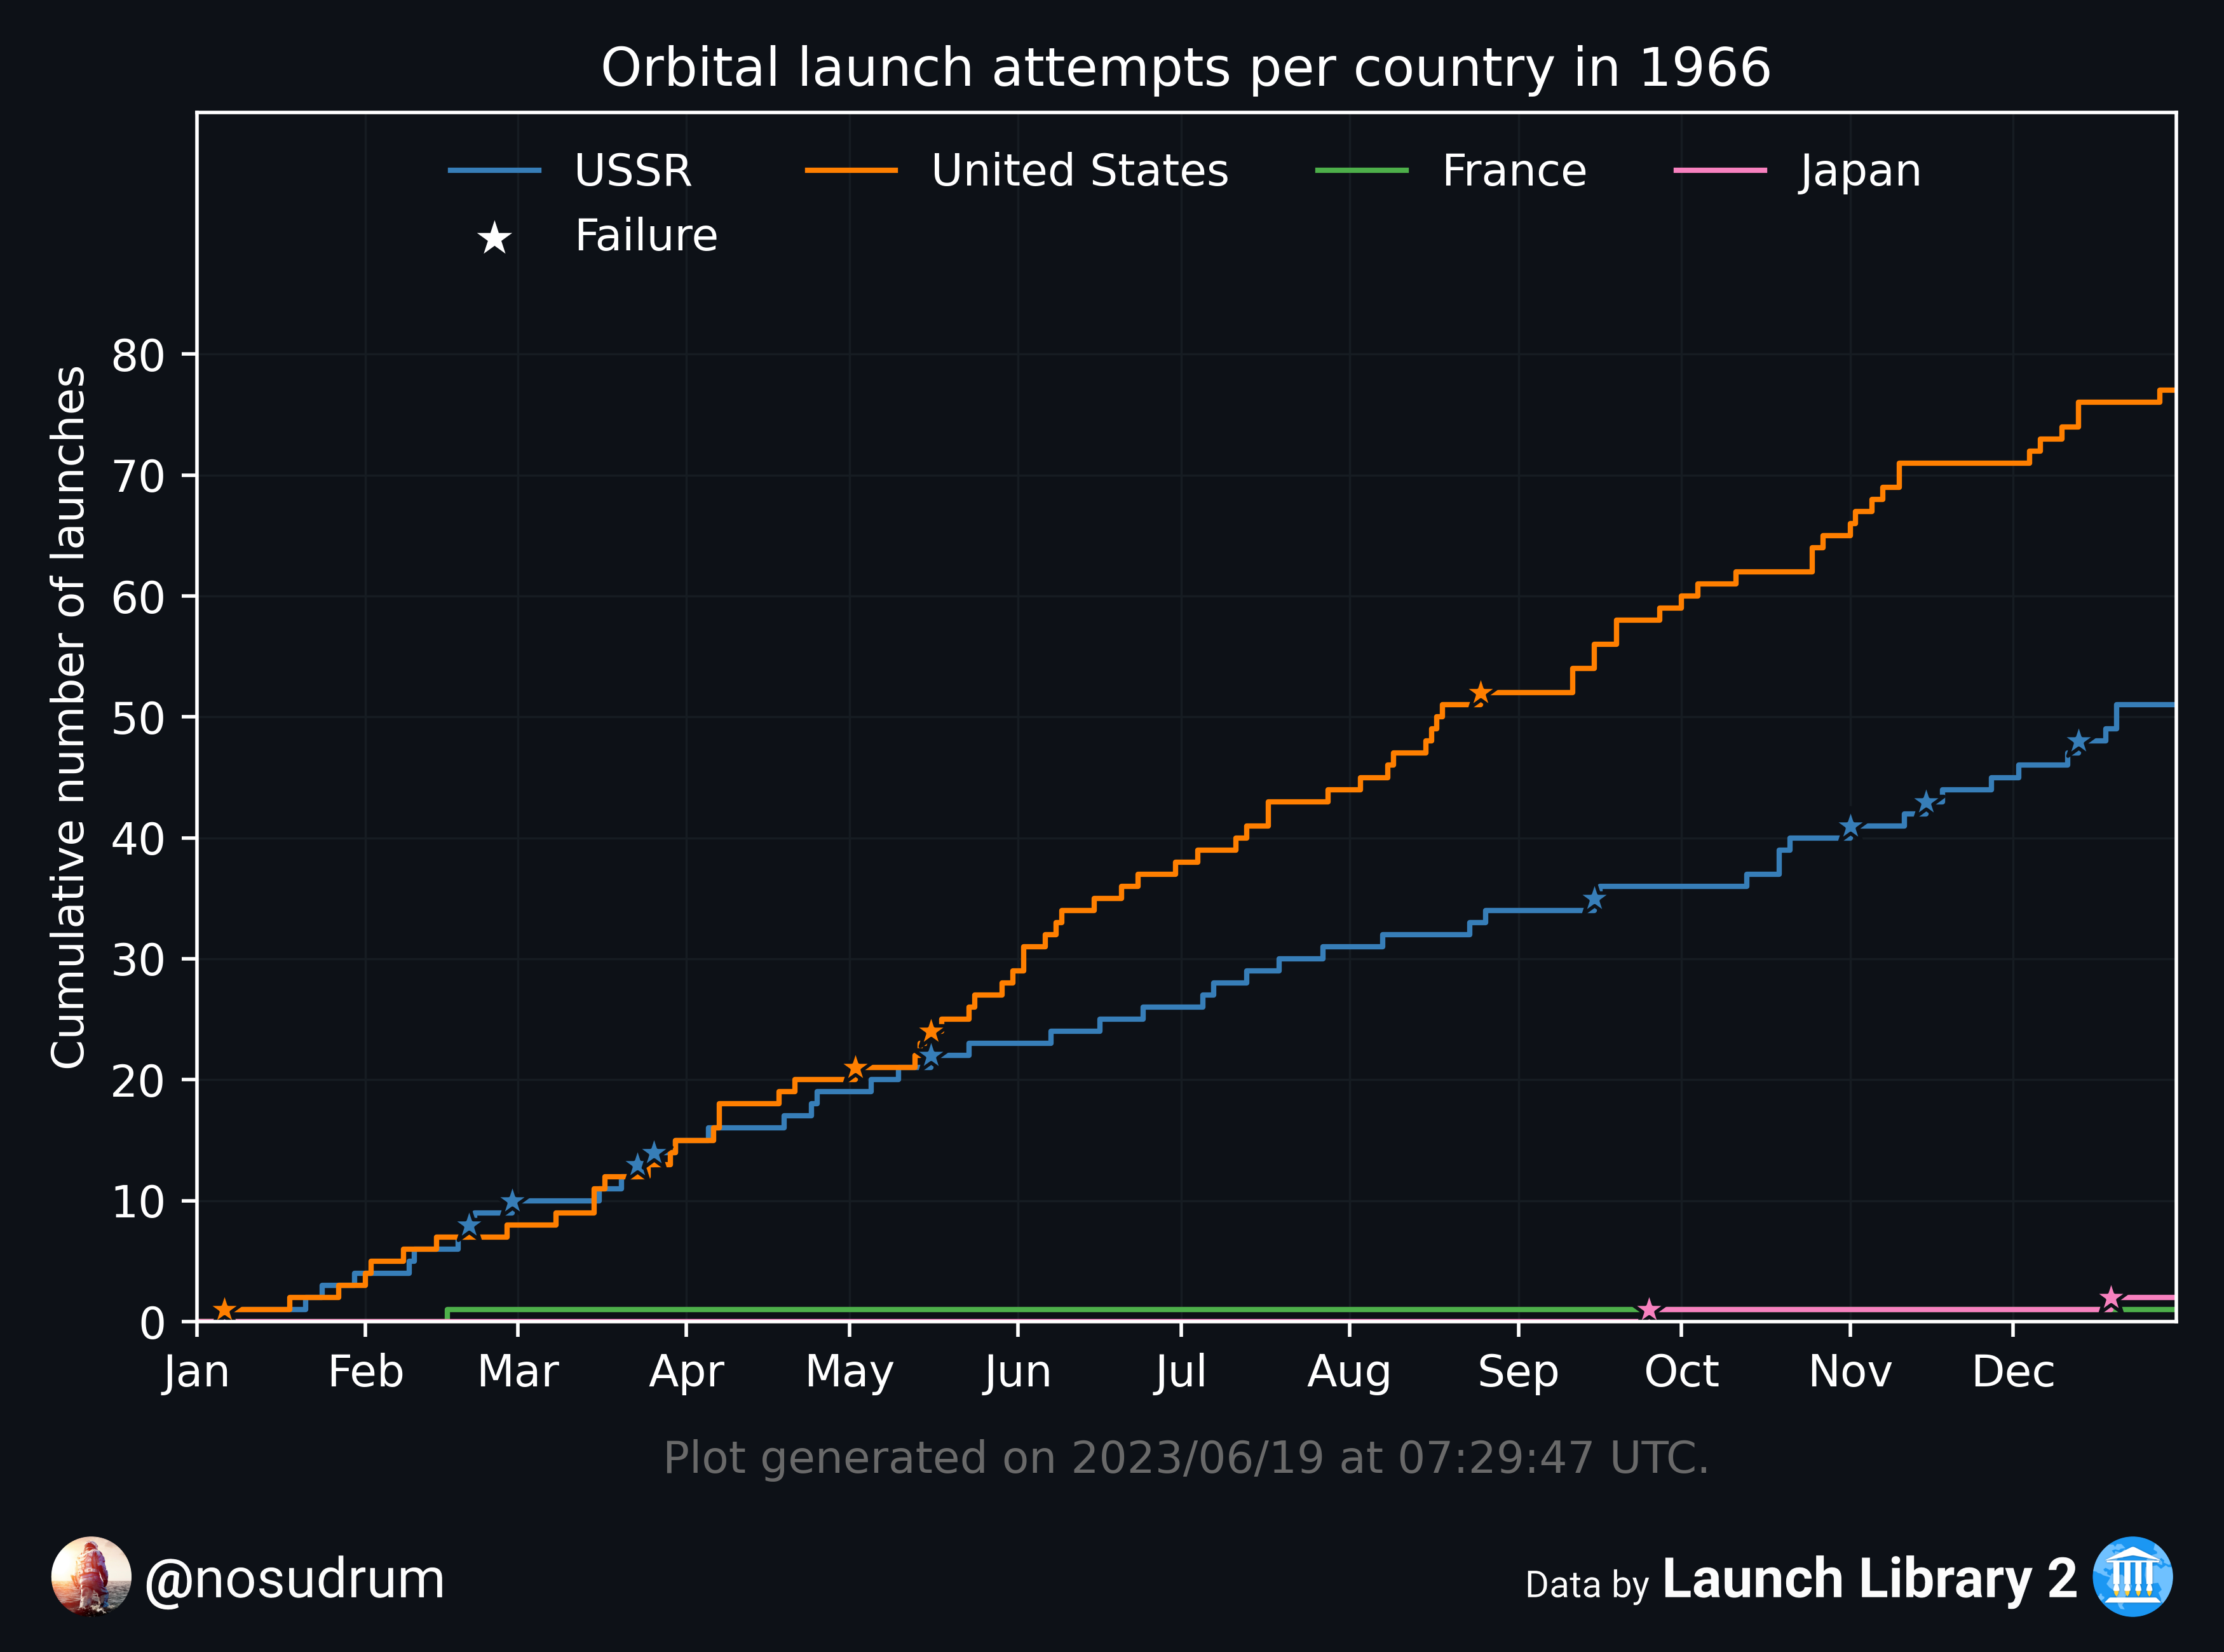 Orbital launch attempts per country in 1966
USSR United States France Japan
Failure
Cumulative number of launches
80
70
60
50
40
30
20
10
0
Jan Feb Mar Apr May Jun Jul Aug Sep Oct Nov Dec
Plot generated on 2023/06/19 at 07:29:47 UTC.
@nosudrum
Data by Launch Library 2